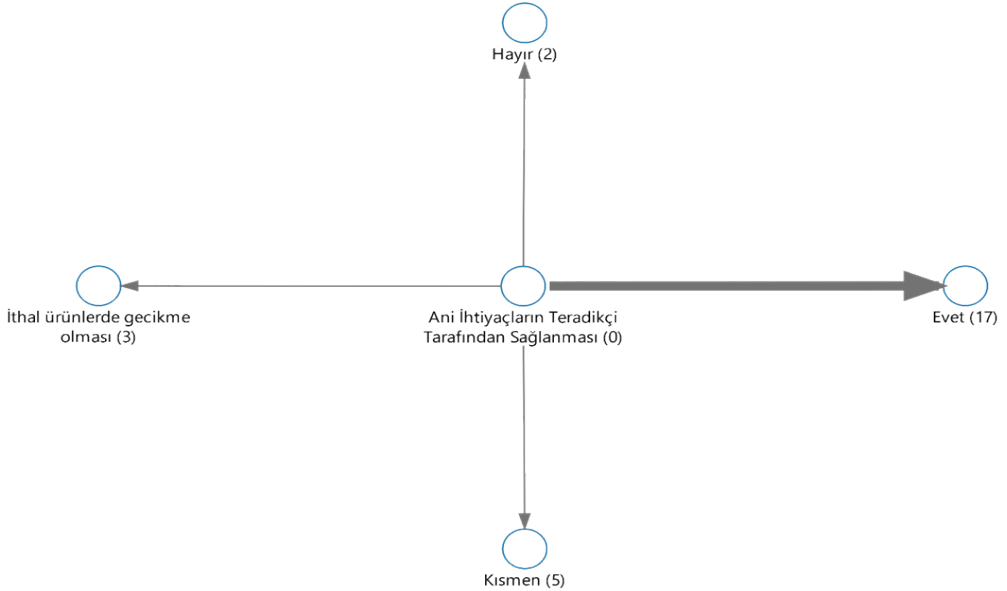 Hayır (2)
İthal ürünlerde gecikme
olması (3)
Ani İhtiyaçların Teradikçi
Tarafından Sağlanması (0)
Evet (17)
Kısmen (5)